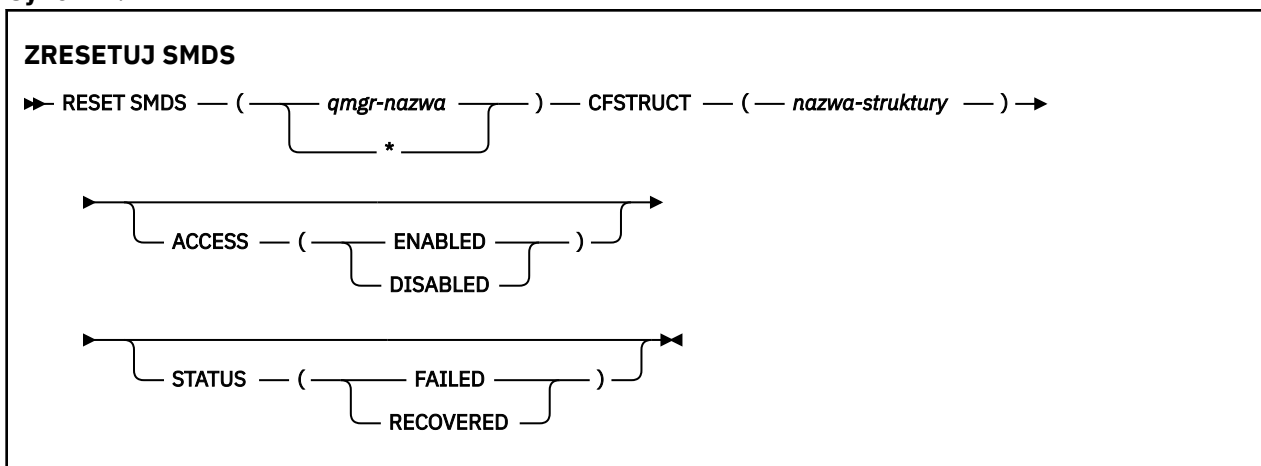 ZRESETUJ SMDS
RESET SMDS ( qmgr-nazwa ) CFSTRUCT ( nazwa-struktury )
*
ACCESS ( ENABLED )
DISABLED
STATUS ( FAILED )
RECOVERED